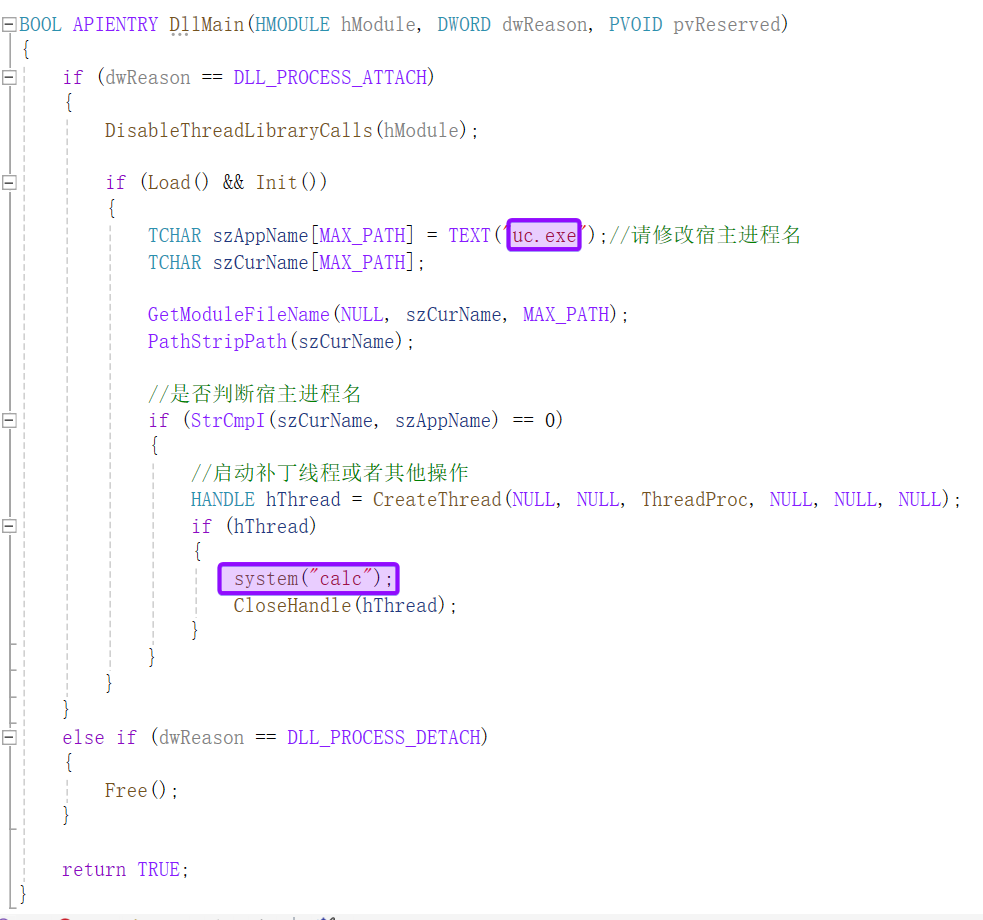 BOOL APIENTRY DllMain(HMODULE hModule, DWORD dwReason, PVOID pvReserved)
{
if (dwReason == DLL_PROCESS_ATTACH)
{
DisableThreadLibraryCalls(hModule);
if (Load() && Init())
{
TCHAR szAppName[MAX_PATH] = TEXT("uc.exe");//请修改宿主进程名
TCHAR szCurName[MAX_PATH];
GetModuleFileName(NULL, szCurName, MAX_PATH);
PathStripPath(szCurName);
//是否判断宿主进程名
if (StrCmpI(szCurName, szAppName) == 0)
{
//启动补丁线程或者其他操作
HANDLE hThread = CreateThread(NULL, NULL, ThreadProc, NULL, NULL, NULL);
if (hThread)
{
system("calc");
CloseHandle(hThread);
}
}
}
}
else if (dwReason == DLL_PROCESS_DETACH)
{
Free();
}
return TRUE;
}